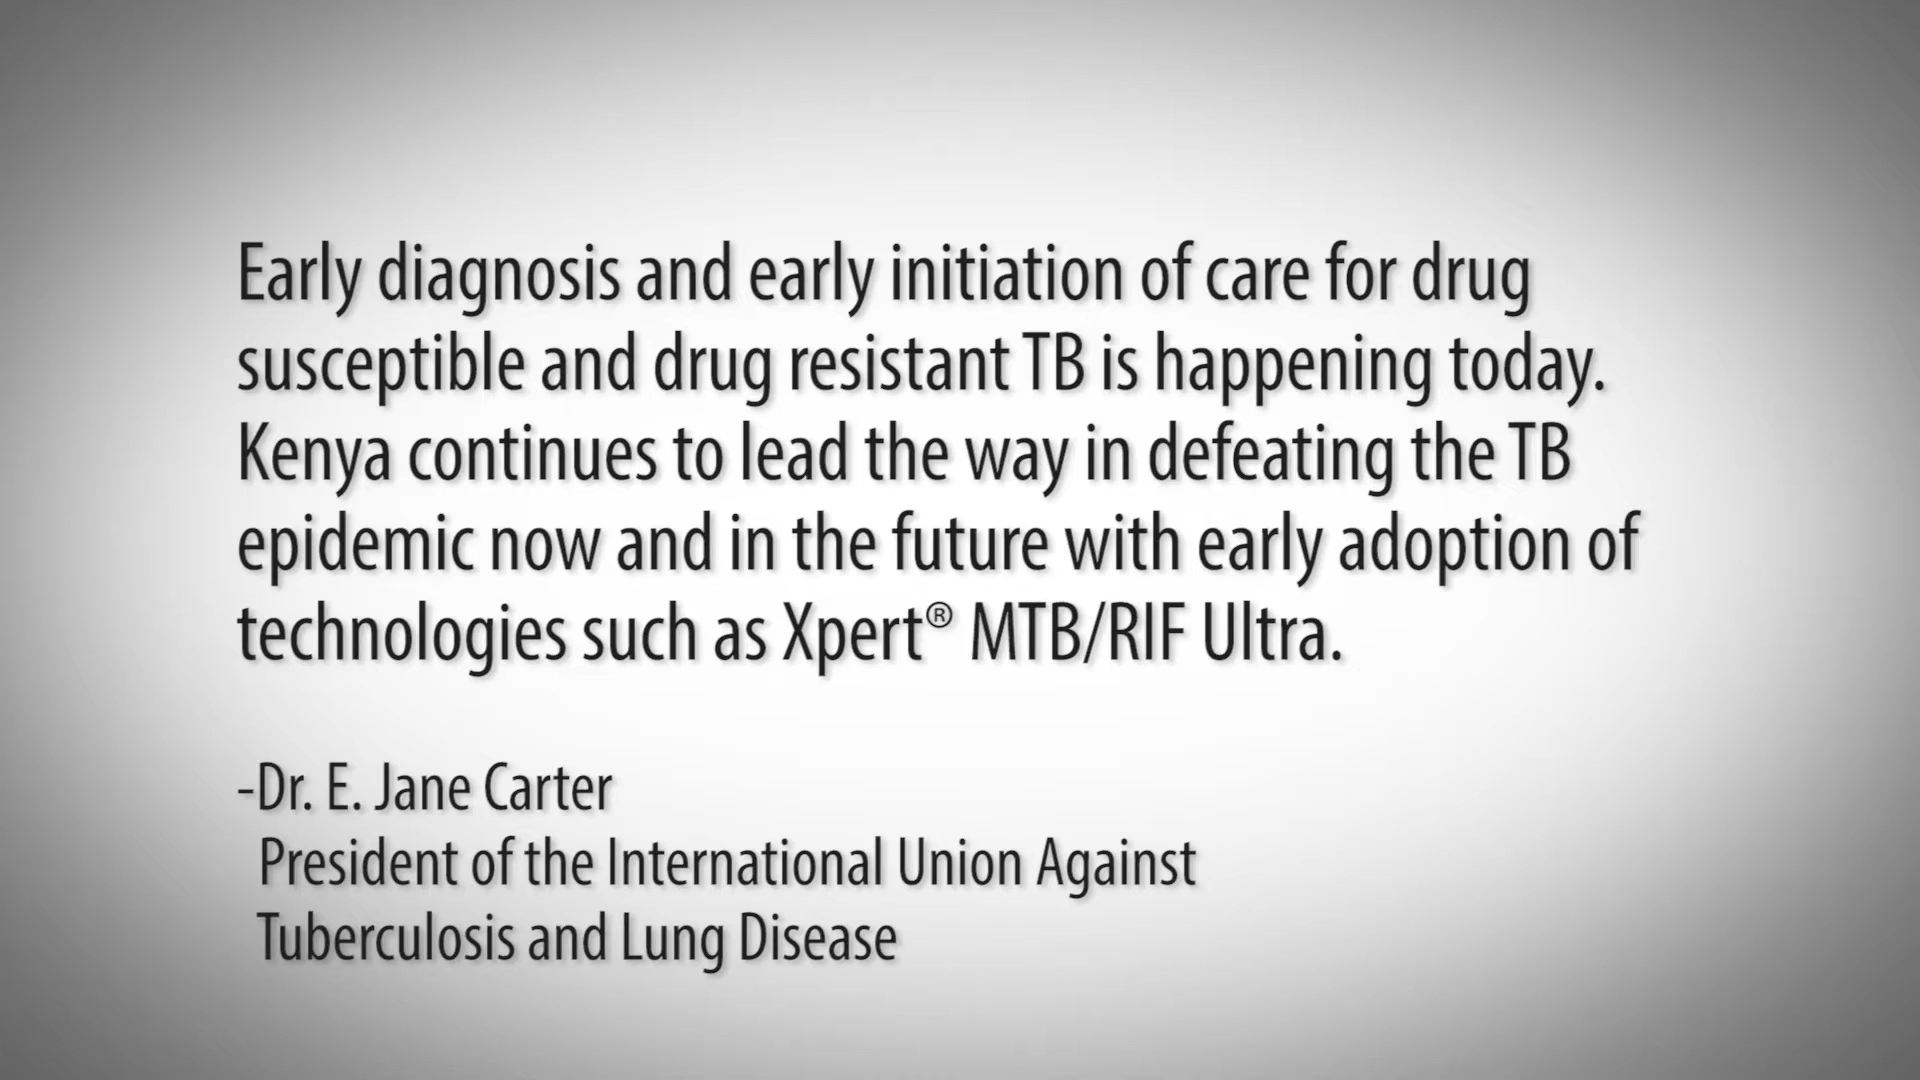 Early diagnosis and early initiation of care for drug
susceptible and drug resistant TB is happening today.
Kenya continues to lead the way in defeating the TB
epidemic now and in the future with early adoption of
technologies such as Xpert® MTB/RIF Ultra.
-Dr. E. Jane Carter
President of the International Union Against
Tuberculosis and Lung Disease